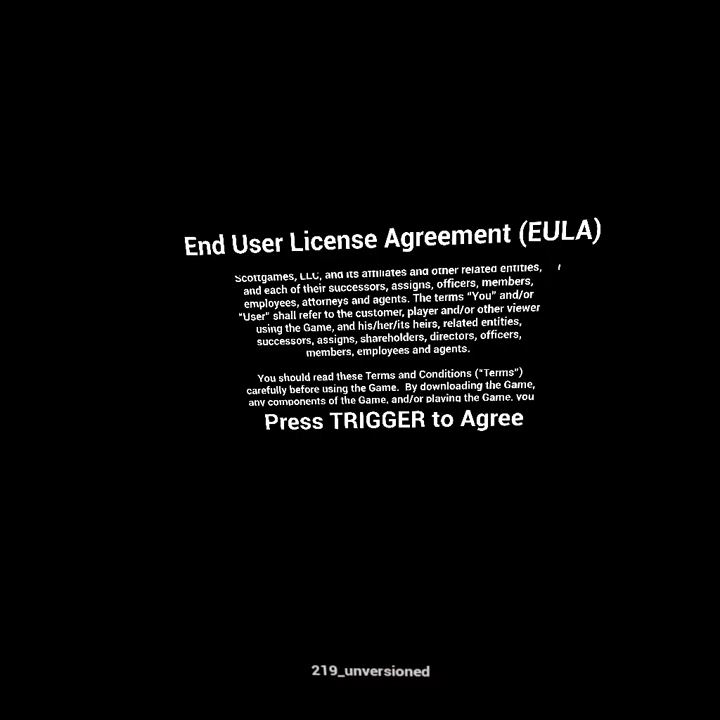 End User License Agreement (EULA)
Scottgames, LLC, and its affiliates and other related entities,
and each of their successors, assigns, officers, members,
employees, attorneys and agents. The terms “You” and/or
“User” shall refer to the customer, player and/or other viewer
using the Game, and his/her/its heirs, related entities,
successors, assigns, shareholders, directors, officers,
members, employees and agents.
You should read these Terms and Conditions (“Terms”)
carefully before using the Game. By downloading the Game,
any components of the Game, and/or playing the Game, you
Press TRIGGER to Agree
219_unversioned